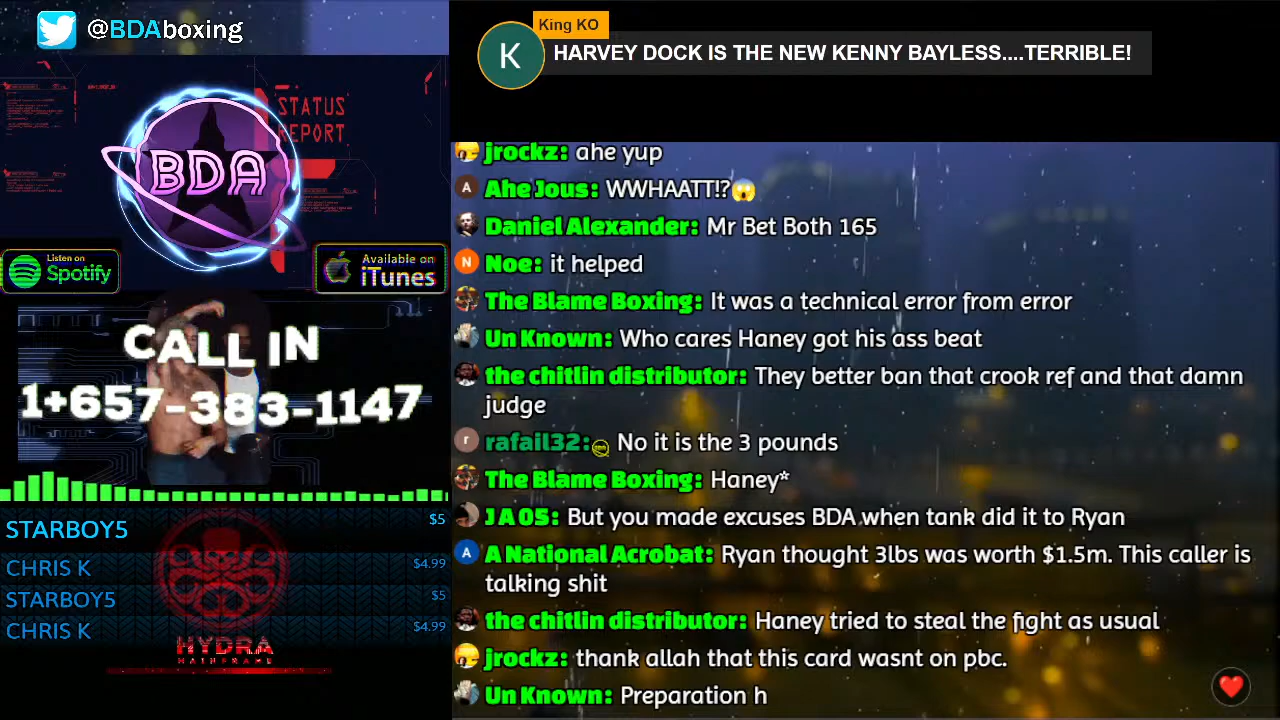 @BDAboxing
STATUS
REPORT
BDA
Listen on
Spotify
Available on
iTunes
CALL IN
1+657-383-1147
STARBOY5 $5
CHRIS K $4.99
STARBOY5 $5
CHRIS K $4.99
HYDRA
MAINFRAME
King KO
K
HARVEY DOCK IS THE NEW KENNY BAYLESS....TERRIBLE!
jrockz: ahe yup
A Ahe Jous: WWHAATT!?😱
Daniel Alexander: Mr Bet Both 165
N Noe: it helped
The Blame Boxing: It was a technical error from error
Un Known: Who cares Haney got his ass beat
the chitlin distributor: They better ban that crook ref and that damn
judge
r rafail32: No it is the 3 pounds
The Blame Boxing: Haney*
J A 05: But you made excuses BDA when tank did it to Ryan
A A National Acrobat: Ryan thought 3lbs was worth $1.5m. This caller is
talking shit
the chitlin distributor: Haney tried to steal the fight as usual
jrockz: thank allah that this card wasnt on pbc.
Un Known: Preparation h